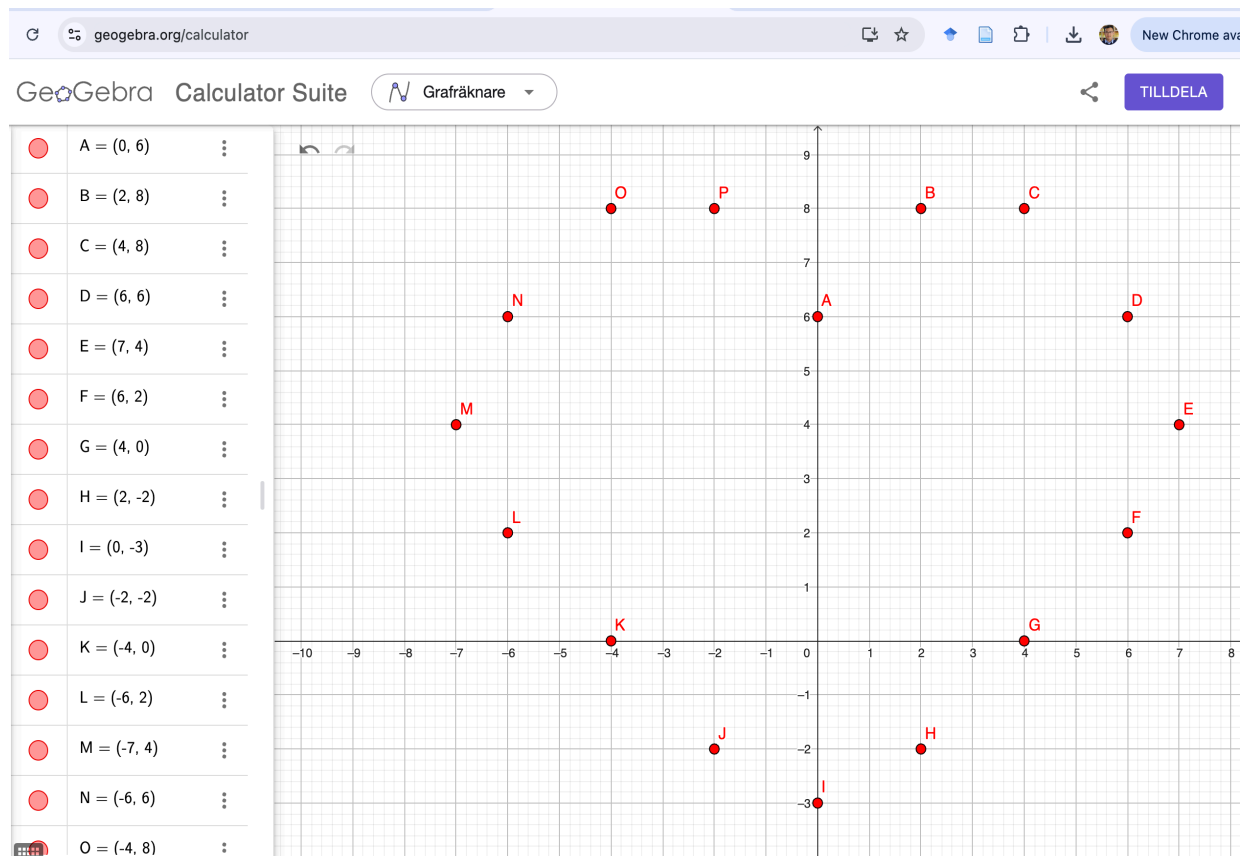 geogebra.org/calculator
New Chrome ava
GeoGebra Calculator Suite Grafräknare TILLDELA
A = (0, 6)
B = (2, 8)
C = (4, 8)
D = (6, 6)
E = (7, 4)
F = (6, 2)
G = (4, 0)
H = (2, -2)
I = (0, -3)
J = (-2, -2)
K = (-4, 0)
L = (-6, 2)
M = (-7, 4)
N = (-6, 6)
O = (-4, 8)
9
O P B C
8
7
N A D
6
5
M E
4
3
L F
2
1
K G
–10 –9 –8 –7 –6 –5 –4 –3 –2 –1 0 1 2 3 4 5 6 7 8
–1
J H
–2
I
–3